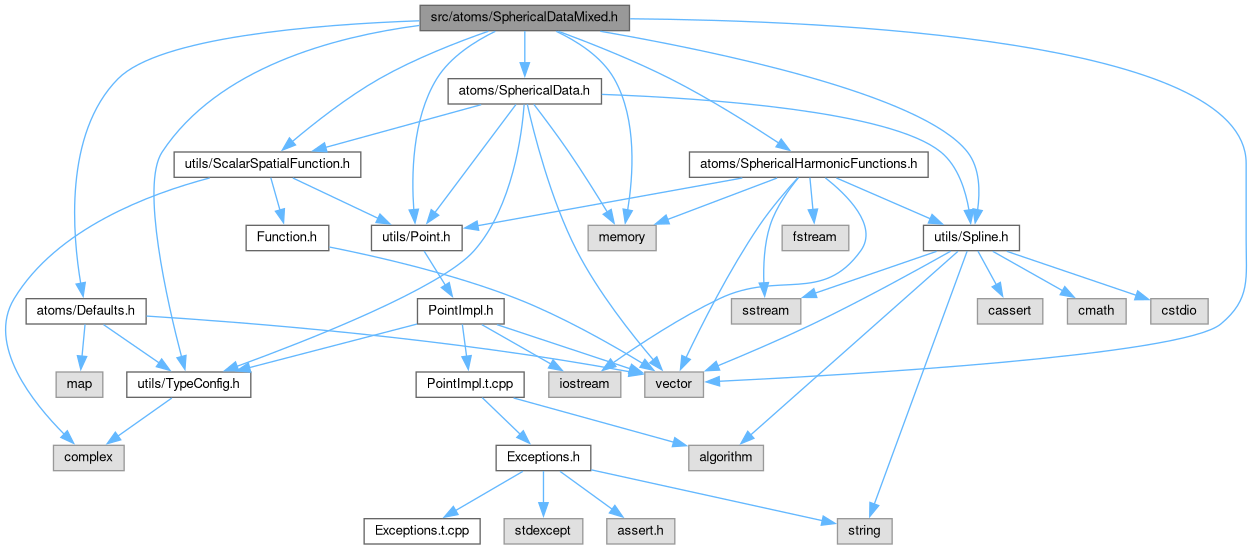 src/atoms/SphericalDataMixed.h
atoms/SphericalData.h
utils/ScalarSpatialFunction.h
atoms/SphericalHarmonicFunctions.h
Function.h
utils/Point.h
memory
fstream
utils/Spline.h
atoms/Defaults.h
PointImpl.h
sstream
cassert
cmath
cstdio
map
utils/TypeConfig.h
PointImpl.t.cpp
iostream
vector
complex
Exceptions.h
algorithm
Exceptions.t.cpp
stdexcept
assert.h
string